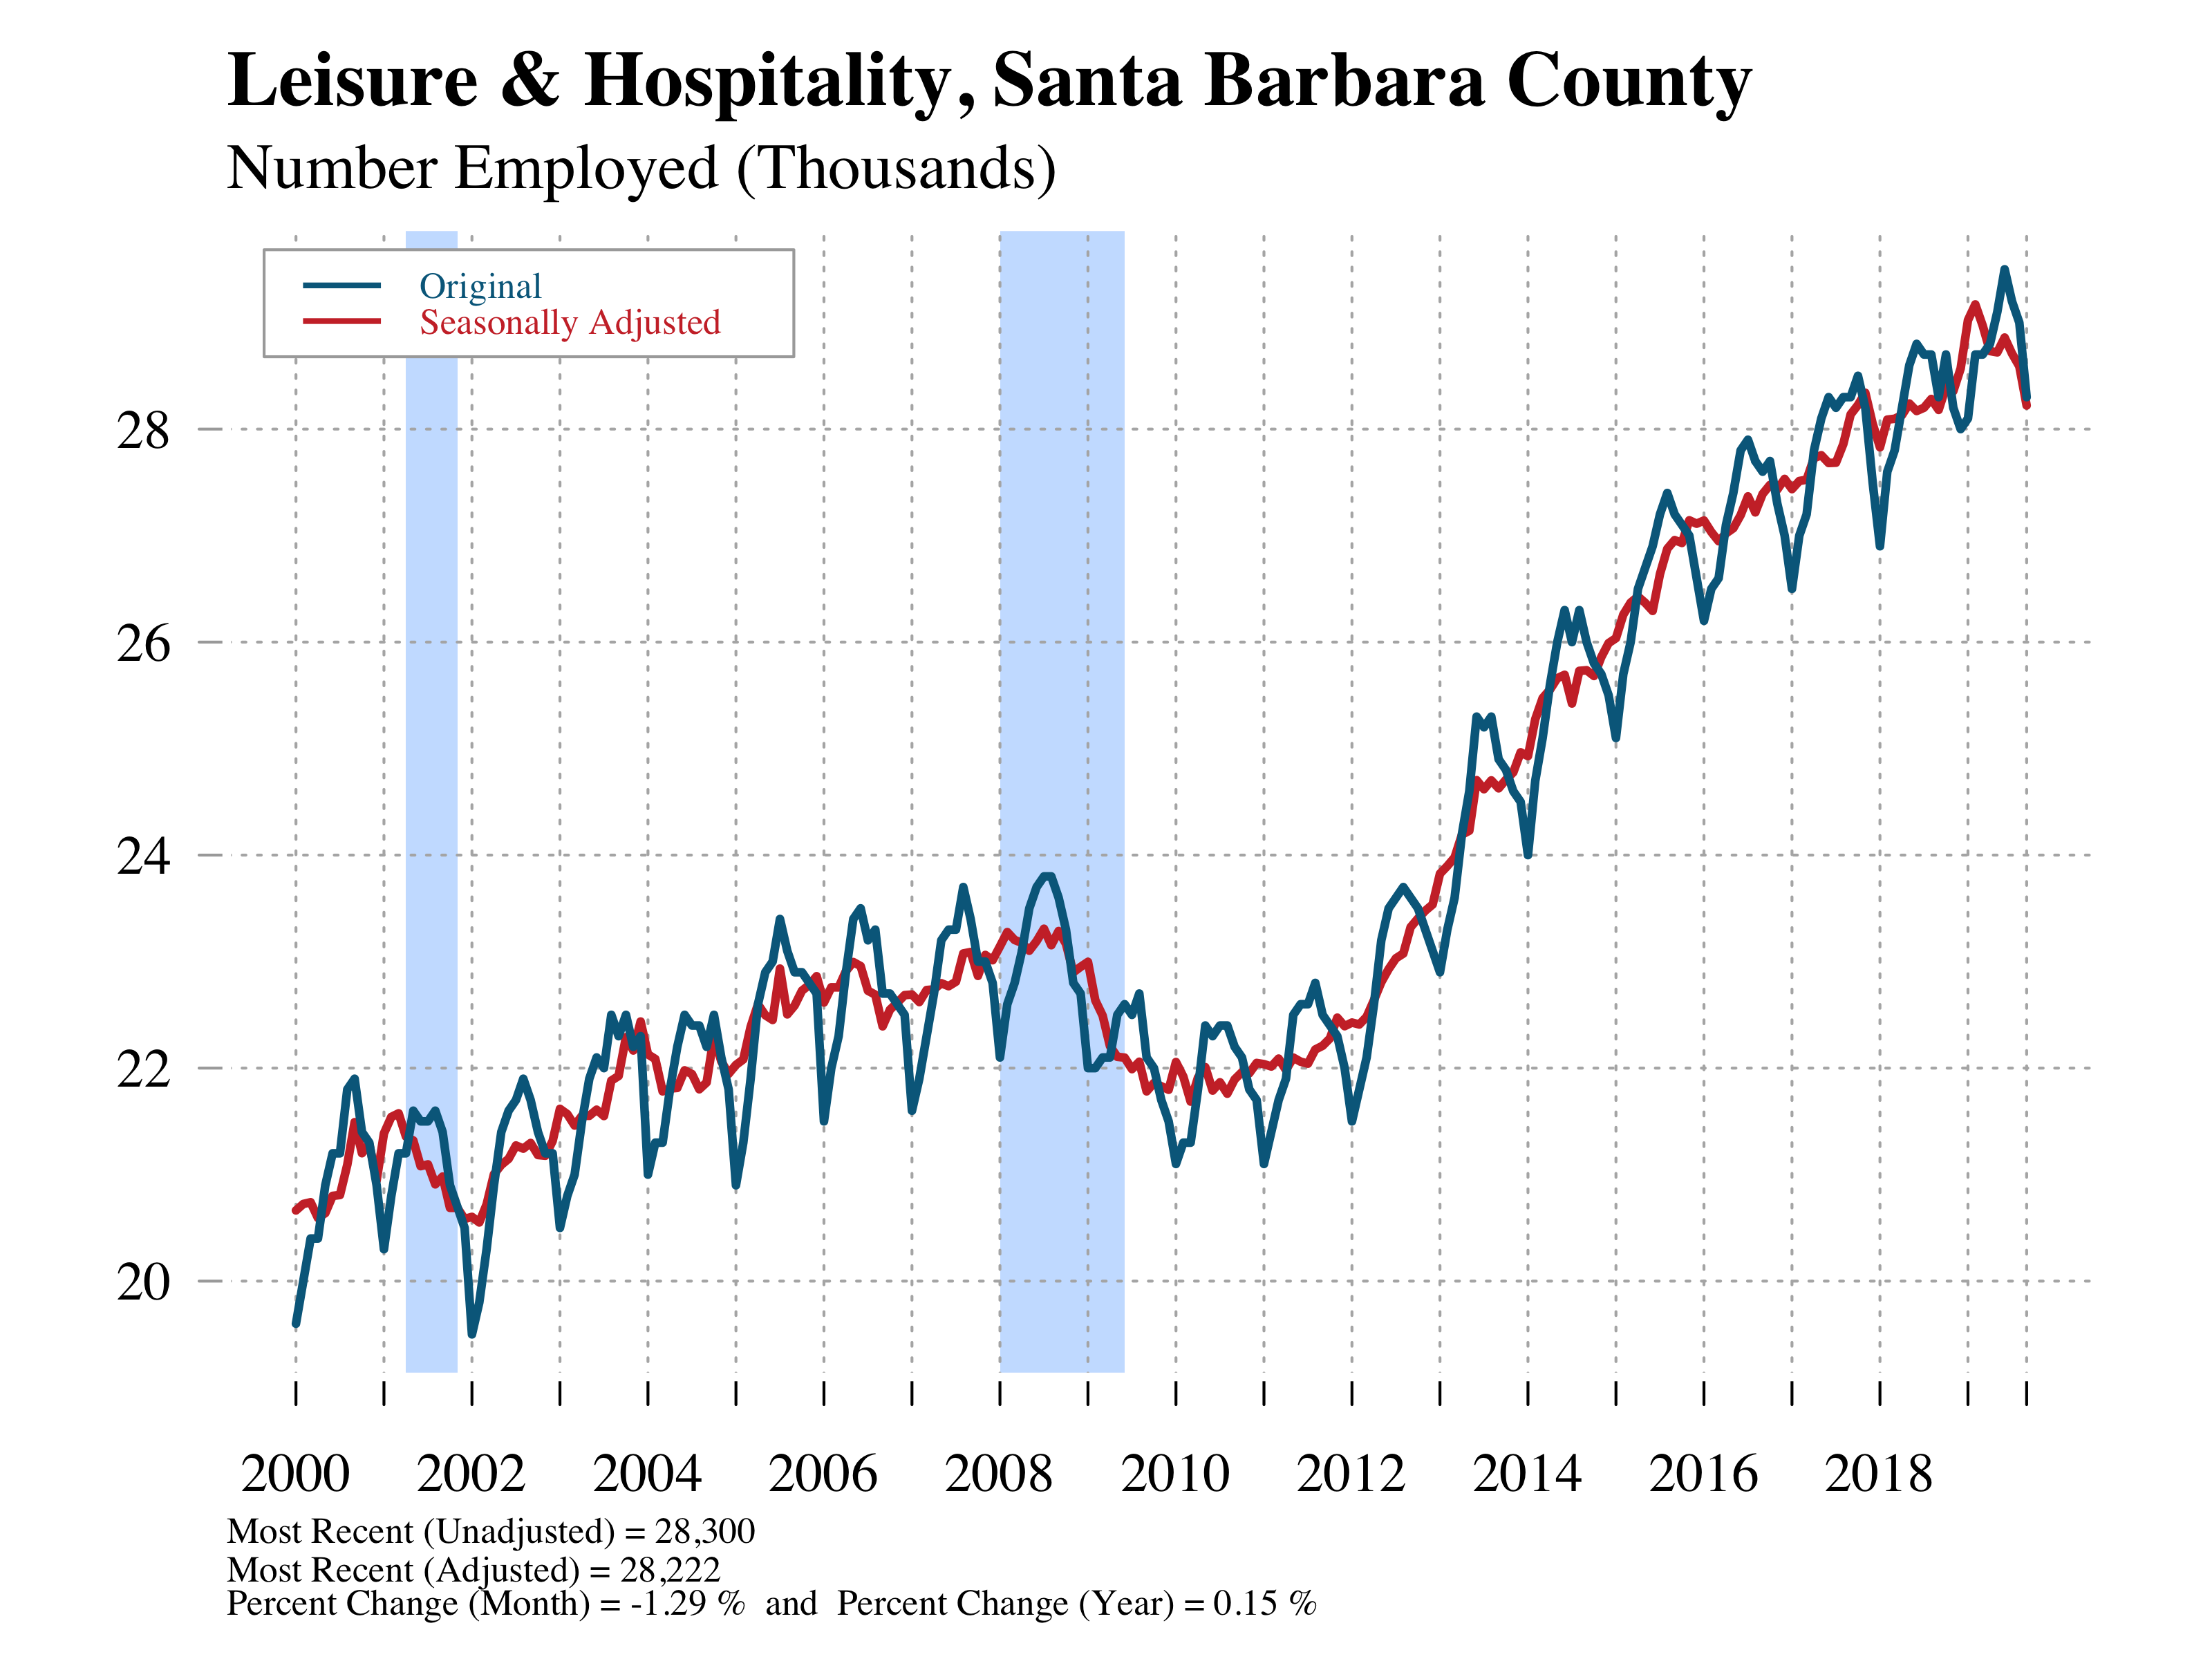 Leisure & Hospitality, Santa Barbara County
Number Employed (Thousands)
Original
Seasonally Adjusted
28
26
24
22
20
2000 2002 2004 2006 2008 2010 2012 2014 2016 2018
Most Recent (Unadjusted) = 28,300
Most Recent (Adjusted) = 28,222
Percent Change (Month) = -1.29 % and Percent Change (Year) = 0.15 %